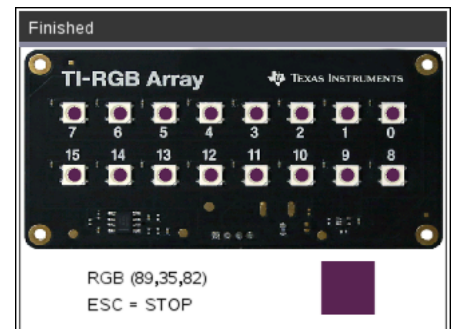 Finished
TI-RGB Array
TEXAS INSTRUMENTS
7 6 5 4 3 2 1 0
15 14 13 12 11 10 9 8
RGB (89,35,82)
ESC = STOP